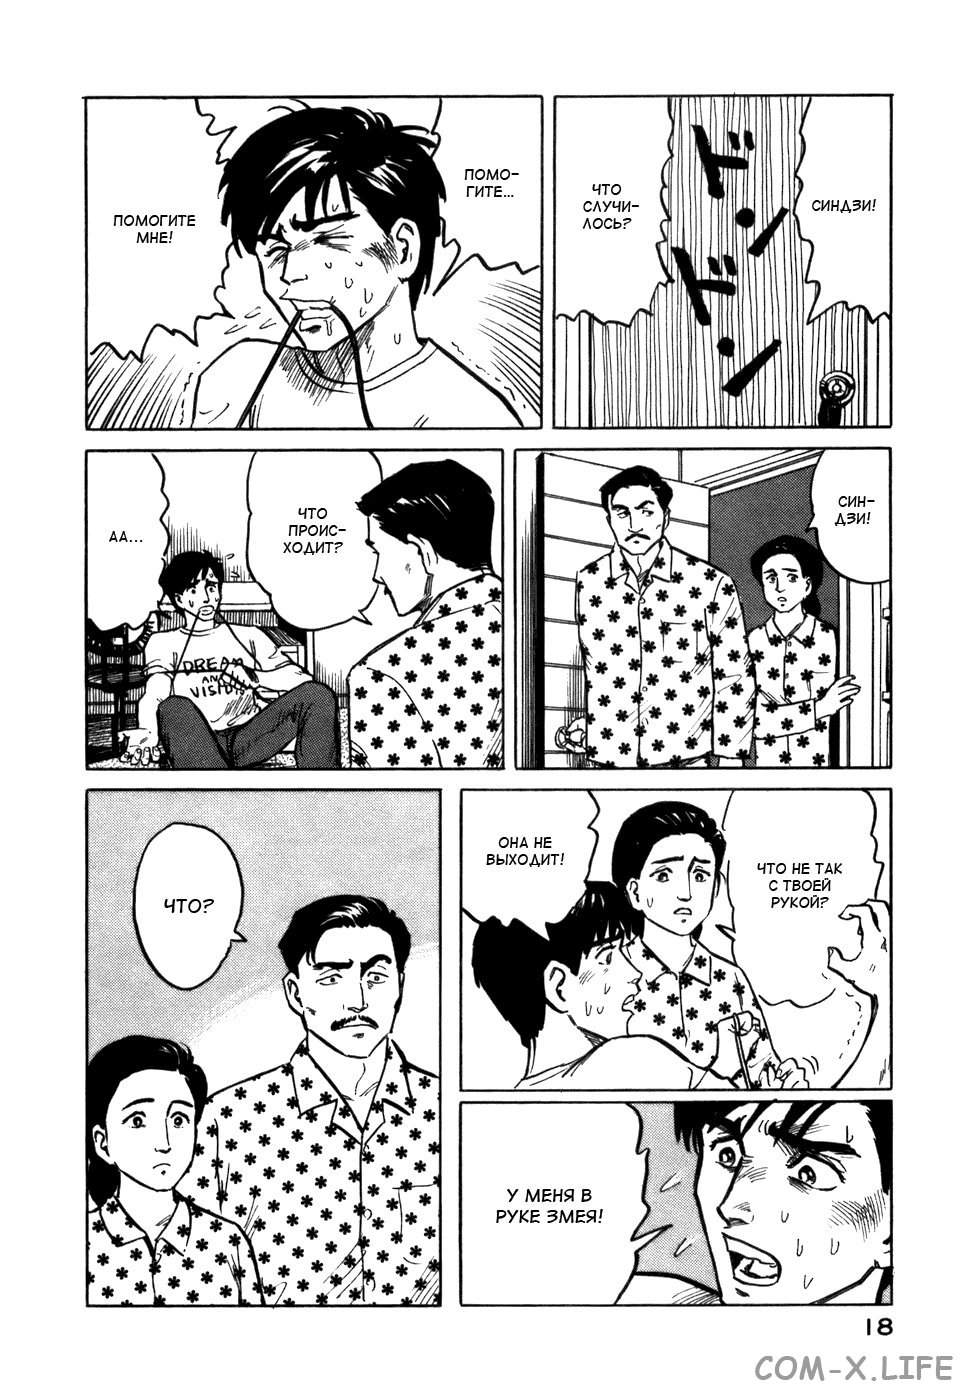 ЧТО
СЛУЧИ-
ЛОСЬ?
СИНДЗИ!
ドンドン
ПОМО-
ГИТЕ...
ПОМОГИТЕ
МНЕ!
СИН-
ДЗИ!
ЧТО
ПРОИС-
ХОДИТ?
АА...
DREAM
AND
VISION
ЧТО НЕ ТАК
С ТВОЕЙ
РУКОЙ?
ОНА НЕ
ВЫХОДИТ!
У МЕНЯ В
РУКЕ ЗМЕЯ!
ЧТО?
18
COM-X.LIFE